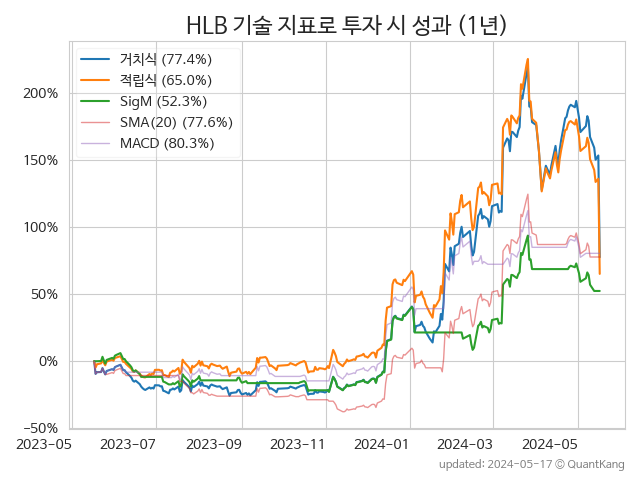 HLB 기술 지표로 투자 시 성과 (1년)
거치식 (77.4%)
적립식 (65.0%)
SigM (52.3%)
SMA(20) (77.6%)
MACD (80.3%)
200%
150%
100%
50%
0%
−50%
2023-05 2023-07 2023-09 2023-11 2024-01 2024-03 2024-05
updated: 2024-05-17 © QuantKang